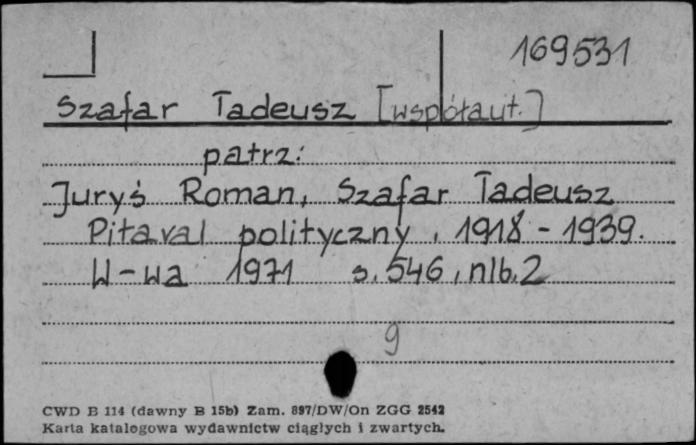 169531
Szafar Tadeusz [współaut.]
patrz:
Juryś Roman, Szafar Tadeusz
Pitaval polityczny, 1918 - 1939.
W-wa 1971 s. 546, nlb. 2
9
CWD B 114 (dawny B 15b) Zam. 897/DW/On ZGG 2542
Karta katalogowa wydawnictw ciągłych i zwartych.